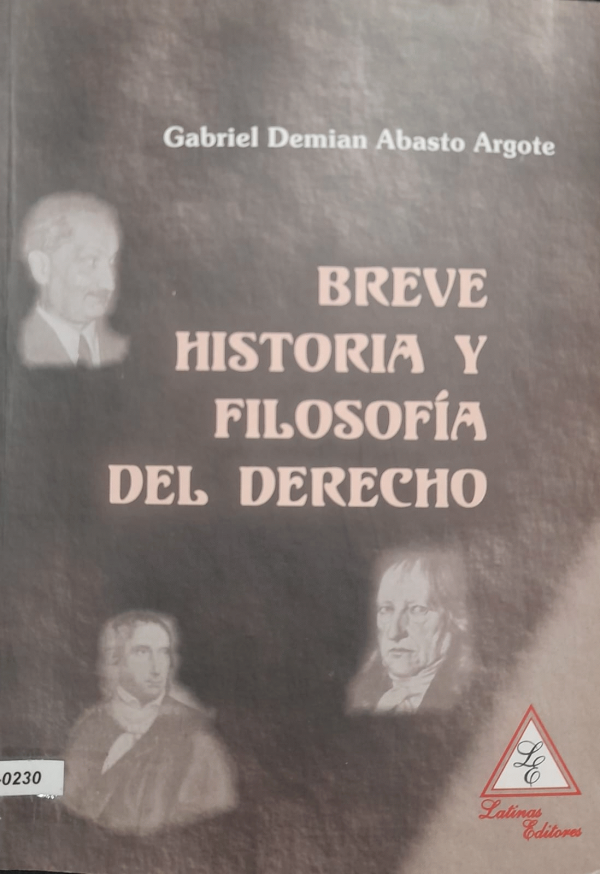 Gabriel Demian Abasto Argote
BREVE
HISTORIA Y
FILOSOFÍA
DEL DERECHO
-0230
LE
Latinas
Editores